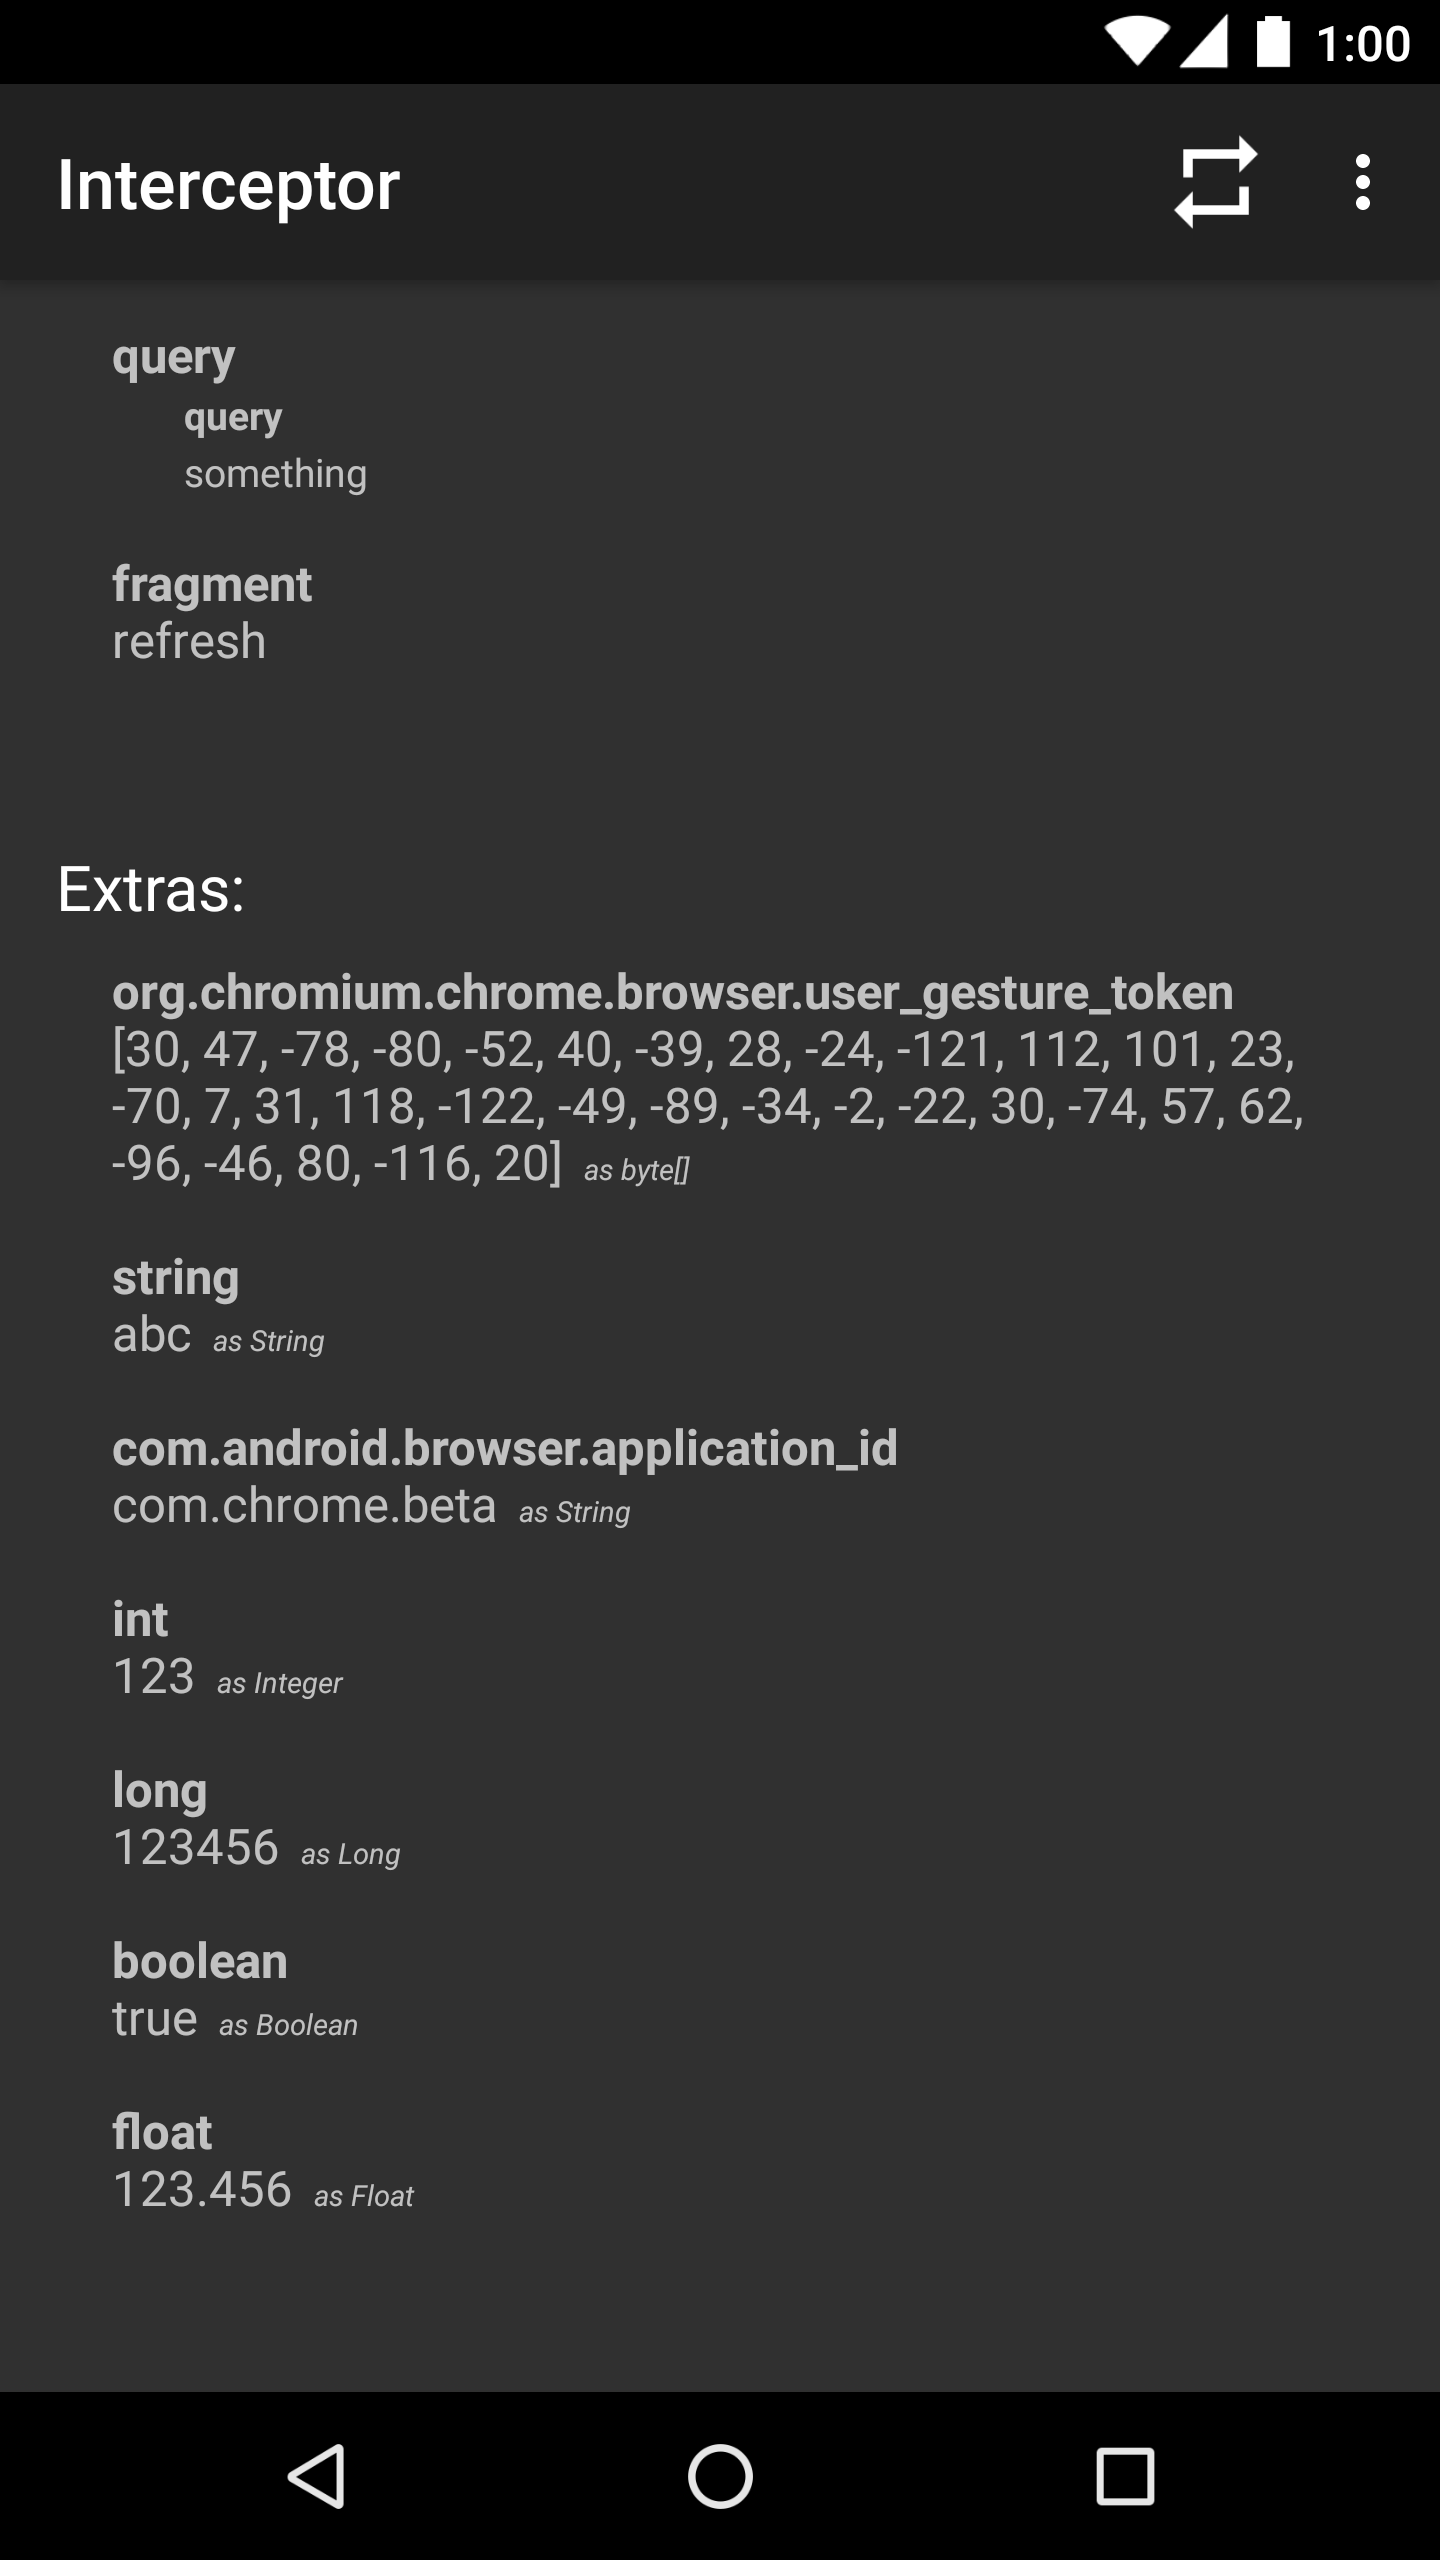 1:00
Interceptor
query
query
something
fragment
refresh
Extras:
org.chromium.chrome.browser.user_gesture_token
[30, 47, -78, -80, -52, 40, -39, 28, -24, -121, 112, 101, 23,
-70, 7, 31, 118, -122, -49, -89, -34, -2, -22, 30, -74, 57, 62,
-96, -46, 80, -116, 20] as byte[]
string
abc as String
com.android.browser.application_id
com.chrome.beta as String
int
123 as Integer
long
123456 as Long
boolean
true as Boolean
float
123.456 as Float